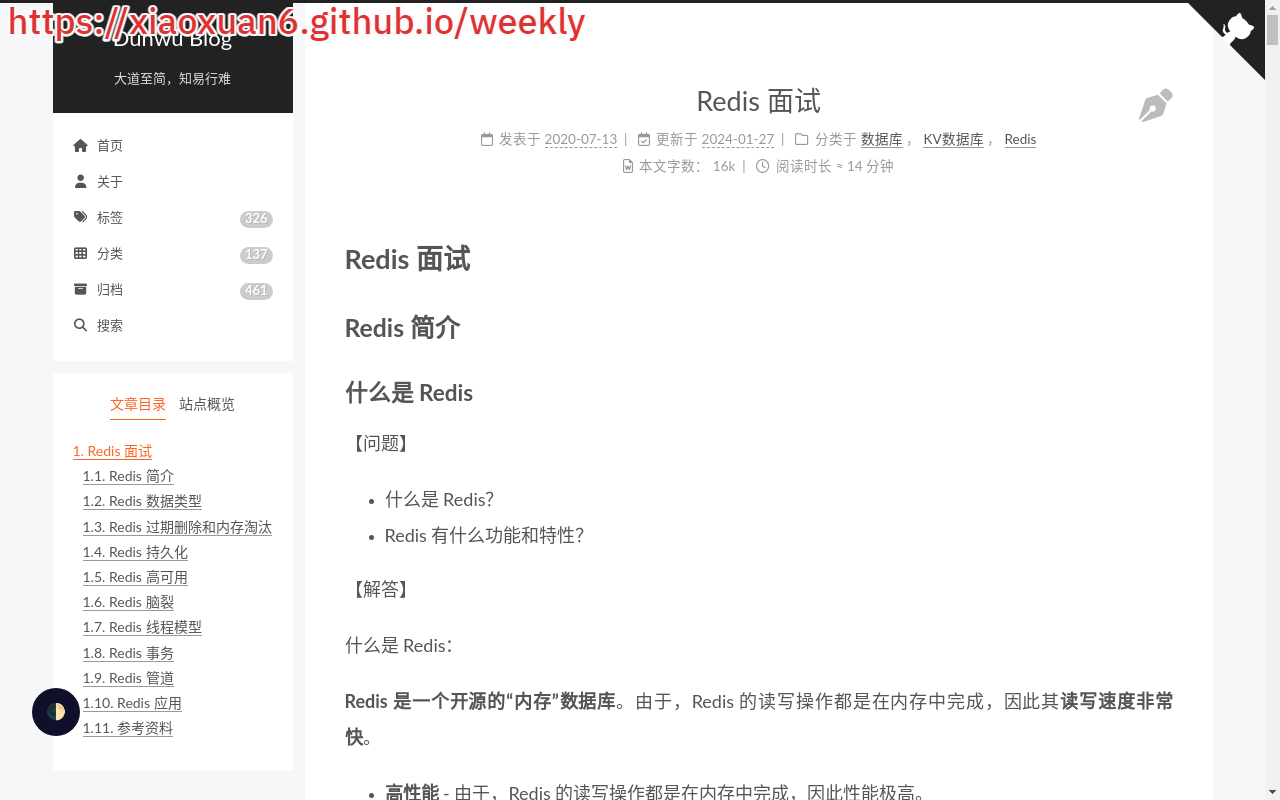 https://xiaoxuan6.github.io/weekly
Dunwu Blog
大道至简，知易行难
首页
关于
标签 326
分类 137
归档 461
搜索
文章目录 站点概览
1. Redis 面试
1.1. Redis 简介
1.2. Redis 数据类型
1.3. Redis 过期删除和内存淘汰
1.4. Redis 持久化
1.5. Redis 高可用
1.6. Redis 脑裂
1.7. Redis 线程模型
1.8. Redis 事务
1.9. Redis 管道
1.10. Redis 应用
1.11. 参考资料
Redis 面试
发表于 2020-07-13 | 更新于 2024-01-27 | 分类于 数据库 ， KV数据库 ， Redis
本文字数： 16k | 阅读时长 ≈ 14 分钟
Redis 面试
Redis 简介
什么是 Redis
【问题】
• 什么是 Redis？
• Redis 有什么功能和特性？
【解答】
什么是 Redis：
Redis 是一个开源的“内存”数据库。由于，Redis 的读写操作都是在内存中完成，因此其读写速度非常
快。
• 高性能 - 由于，Redis 的读写操作都是在内存中完成，因此性能极高。